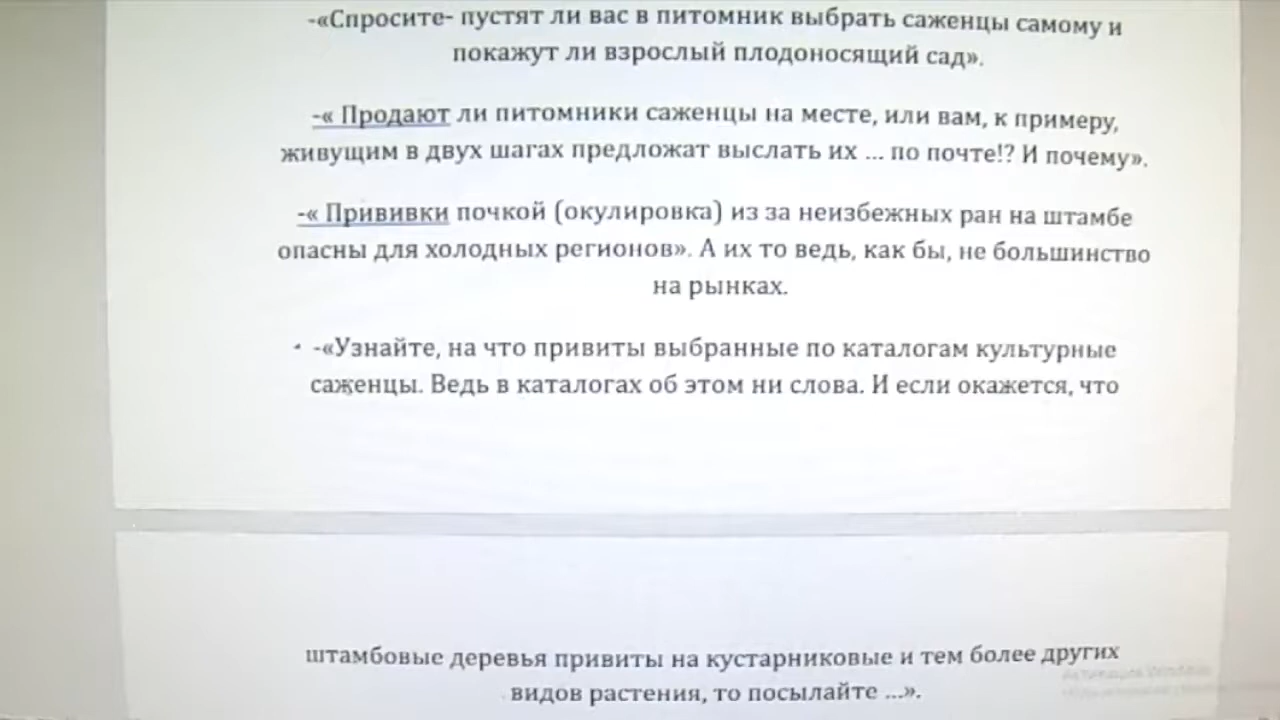 -«Спросите- пустят ли вас в питомник выбрать саженцы самому и
покажут ли взрослый плодоносящий сад».
-« Продают ли питомники саженцы на месте, или вам, к примеру,
живущим в двух шагах предложат выслать их ... по почте!? И почему».
-« Прививки почкой (окулировка) из за неизбежных ран на штамбе
опасны для холодных регионов». А их то ведь, как бы, не большинство
на рынках.
-«Узнайте, на что привиты выбранные по каталогам культурные
саженцы. Ведь в каталогах об этом ни слова. И если окажется, что
штамбовые деревья привиты на кустарниковые и тем более других
видов растения, то посылайте ...».